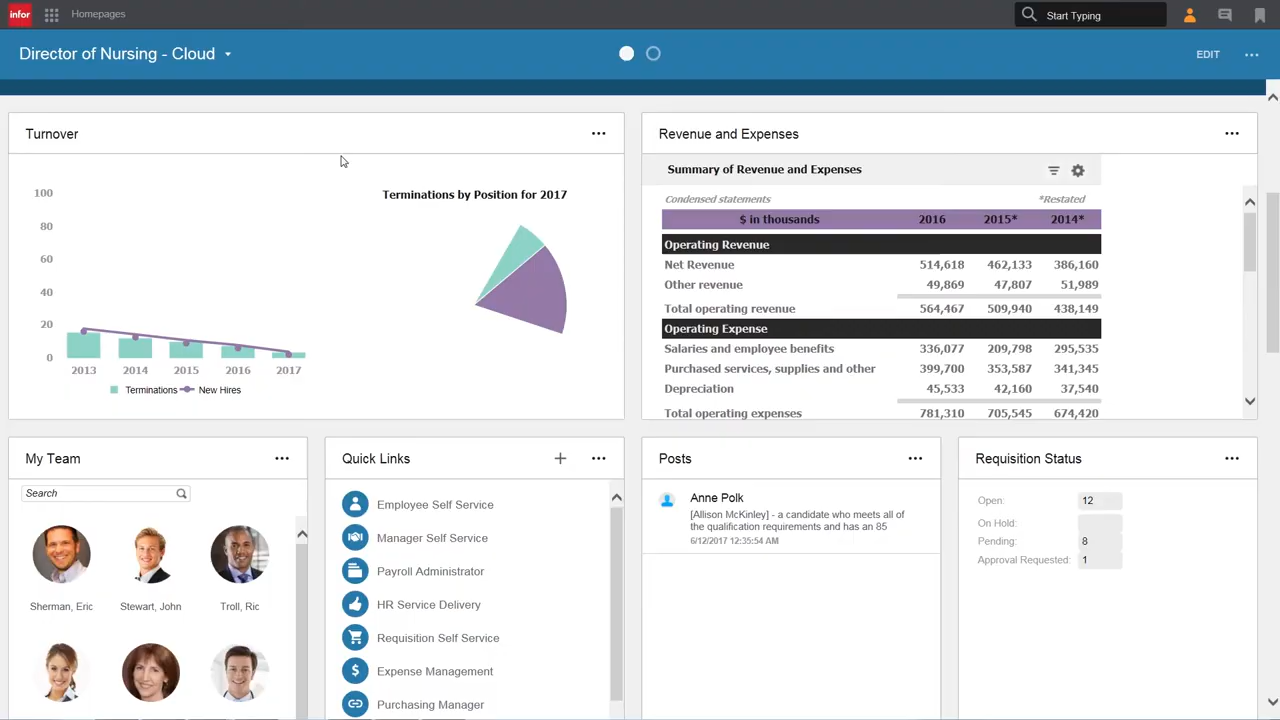 infor
Homepages
Start Typing
Director of Nursing - Cloud
EDIT
Turnover
100
80
60
40
20
0
2013 2014 2015 2016 2017
Terminations New Hires
Terminations by Position for 2017
Revenue and Expenses
Summary of Revenue and Expenses
Condensed statements *Restated
$ in thousands 2016 2015* 2014*
Operating Revenue
Net Revenue 514,618 462,133 386,160
Other revenue 49,869 47,807 51,989
Total operating revenue 564,467 509,940 438,149
Operating Expense
Salaries and employee benefits 336,077 209,798 295,535
Purchased services, supplies and other 399,700 353,587 341,345
Depreciation 45,533 42,160 37,540
Total operating expenses 781,310 705,545 674,420
My Team
Search
Sherman, Eric Stewart, John Troll, Ric
Quick Links
Employee Self Service
Manager Self Service
Payroll Administrator
HR Service Delivery
Requisition Self Service
Expense Management
Purchasing Manager
Posts
Anne Polk
[Allison McKinley] - a candidate who meets all of
the qualification requirements and has an 85
6/12/2017 12:35:54 AM
Requisition Status
Open: 12
On Hold:
Pending: 8
Approval Requested: 1